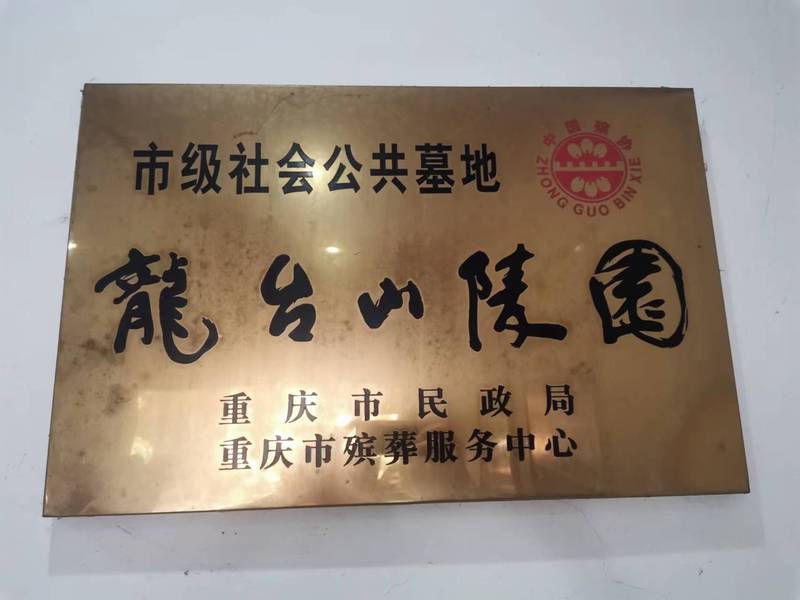 市级社会公共墓地
中国殡协
ZHONG GUO BIN XIE
龍台山陵园
重庆市民政局
重庆市殡葬服务中心